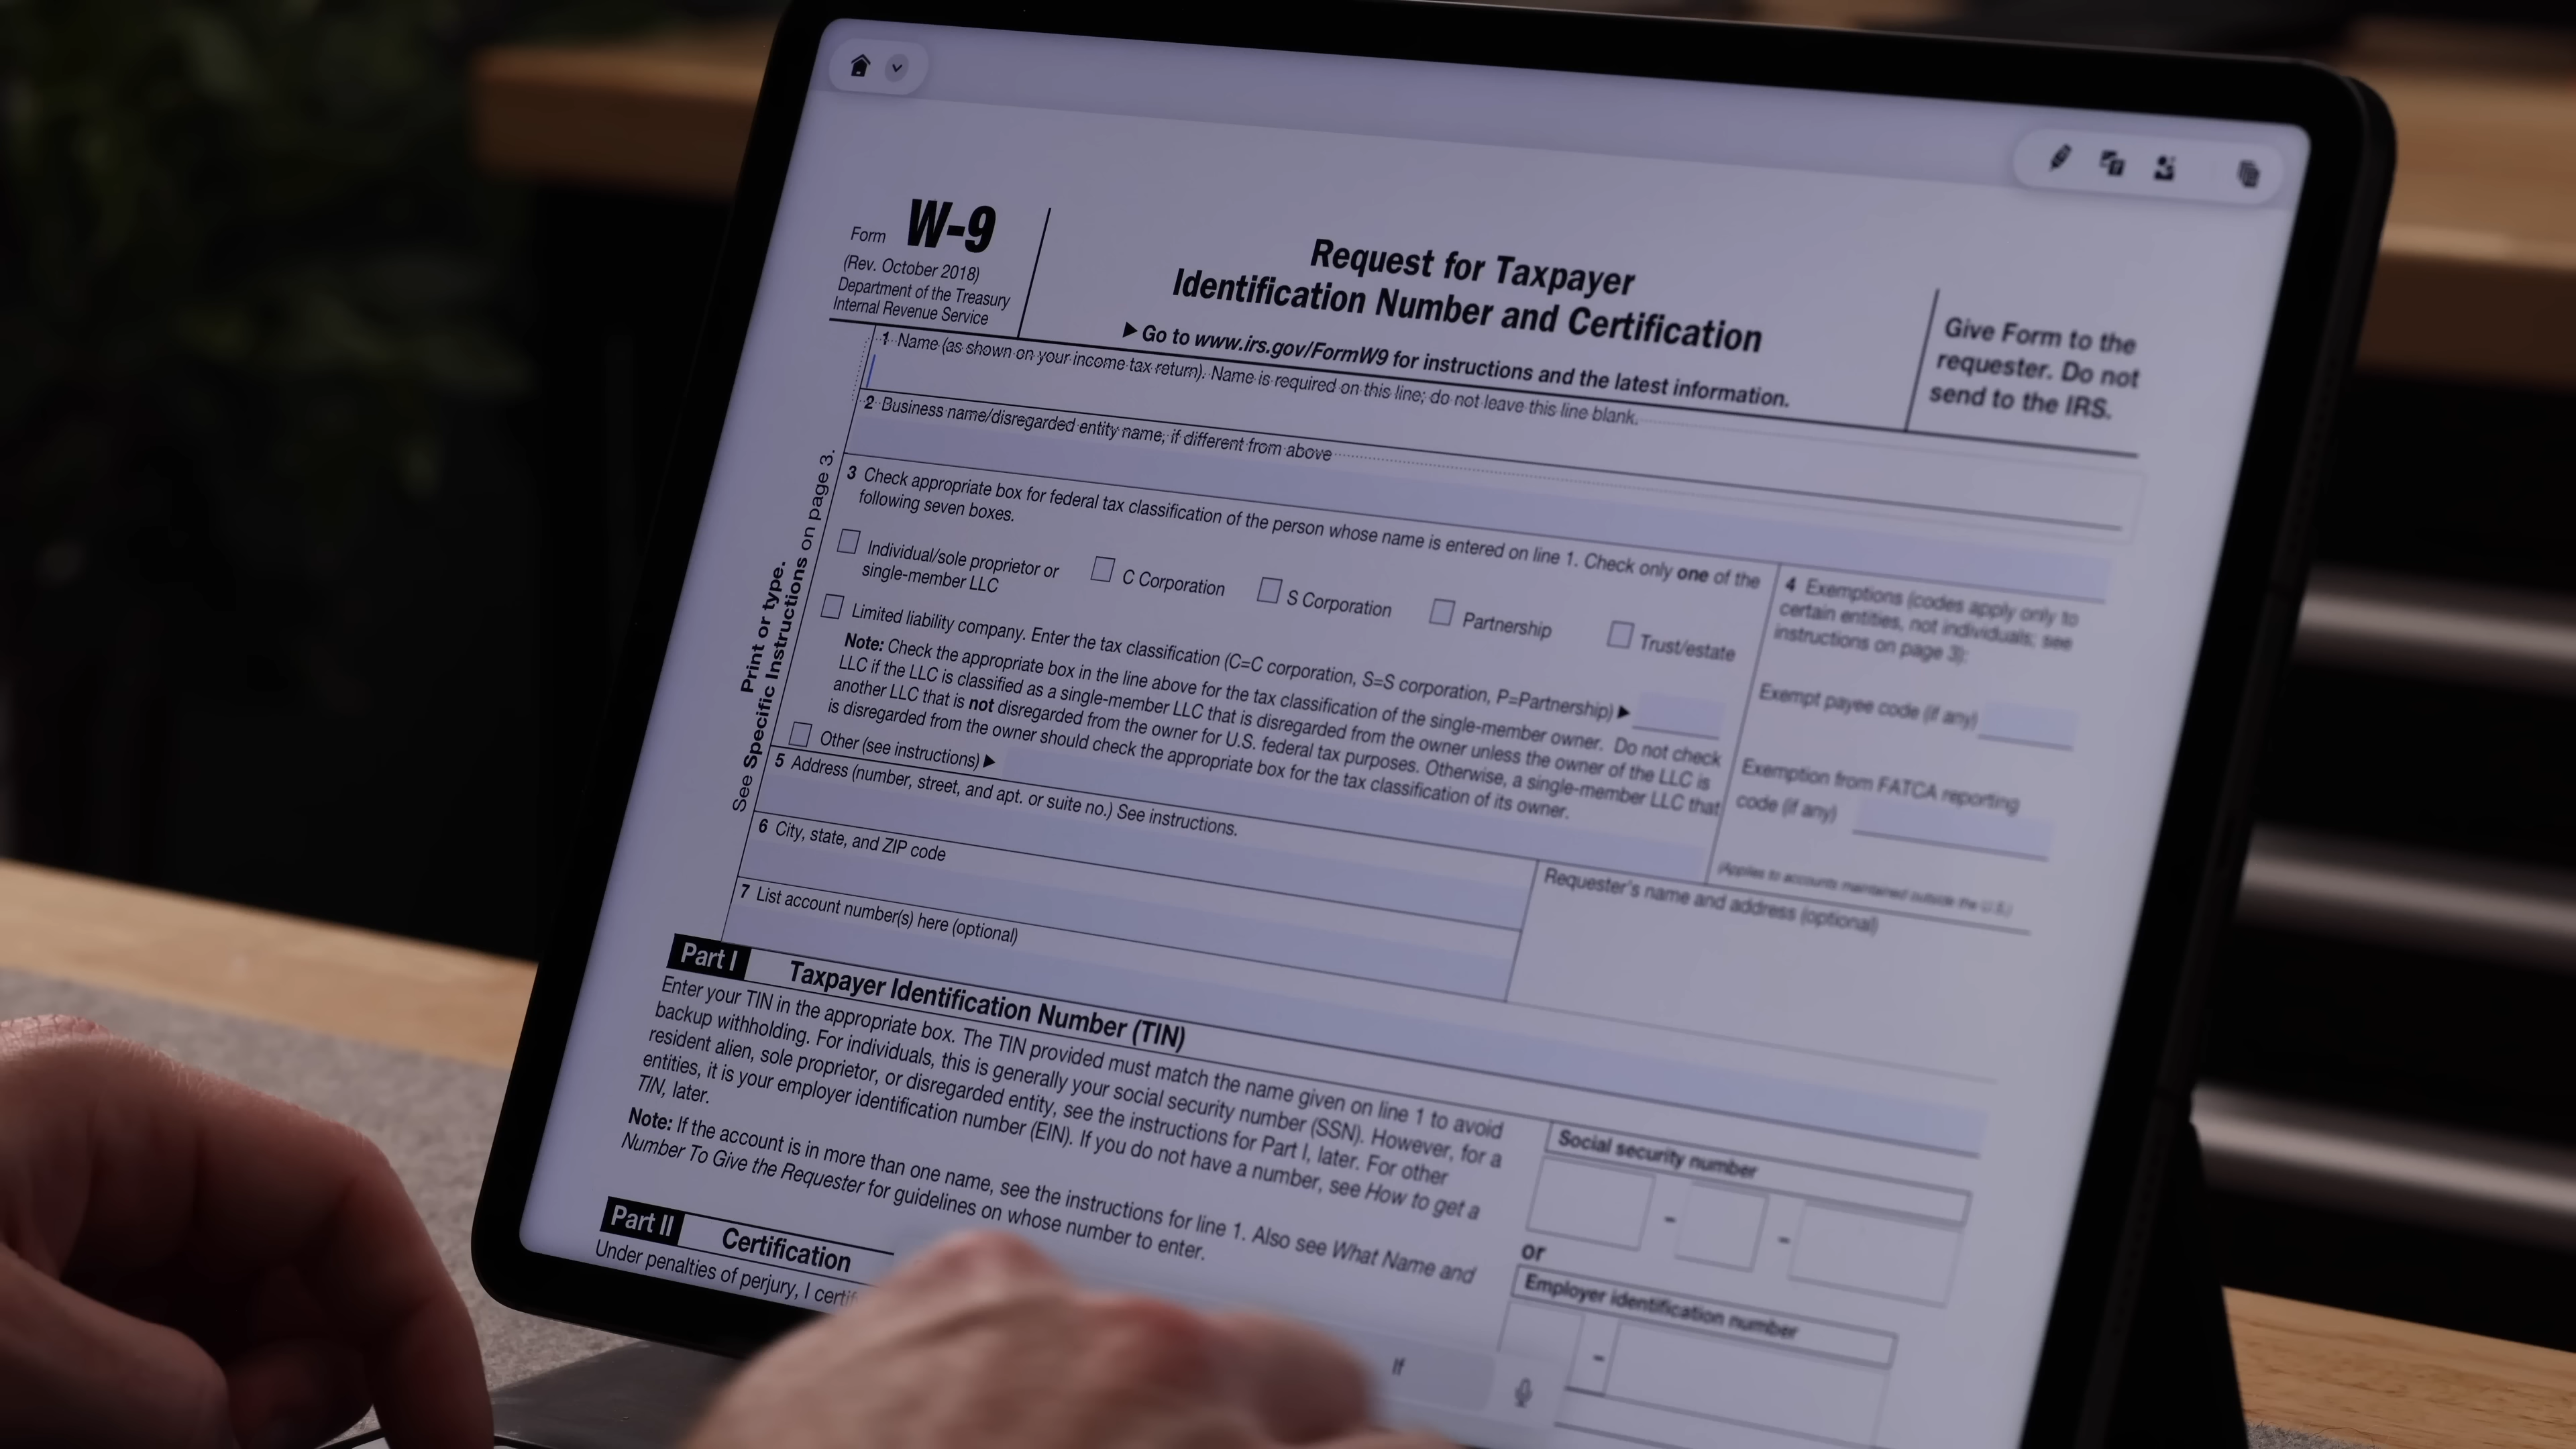 Form W-9
(Rev. October 2018)
Department of the Treasury
Internal Revenue Service
Request for Taxpayer
Identification Number and Certification
▶ Go to www.irs.gov/FormW9 for instructions and the latest information.
Give Form to the
requester. Do not
send to the IRS.
Print or type.
See Specific Instructions on page 3.
1 Name (as shown on your income tax return). Name is required on this line; do not leave this line blank.
2 Business name/disregarded entity name, if different from above
3 Check appropriate box for federal tax classification of the person whose name is entered on line 1. Check only one of the
following seven boxes.
Individual/sole proprietor or
single-member LLC
C Corporation
S Corporation
Partnership
Trust/estate
Limited liability company. Enter the tax classification (C=C corporation, S=S corporation, P=Partnership) ▶
Note: Check the appropriate box in the line above for the tax classification of the single-member owner. Do not check
LLC if the LLC is classified as a single-member LLC that is disregarded from the owner unless the owner of the LLC is
another LLC that is not disregarded from the owner for U.S. federal tax purposes. Otherwise, a single-member LLC that
is disregarded from the owner should check the appropriate box for the tax classification of its owner.
Other (see instructions) ▶
4 Exemptions (codes apply only to
certain entities, not individuals; see
instructions on page 3):
Exempt payee code (if any)
Exemption from FATCA reporting
code (if any)
(Applies to accounts maintained outside the U.S.)
5 Address (number, street, and apt. or suite no.) See instructions.
6 City, state, and ZIP code
Requester's name and address (optional)
7 List account number(s) here (optional)
Part I Taxpayer Identification Number (TIN)
Enter your TIN in the appropriate box. The TIN provided must match the name given on line 1 to avoid
backup withholding. For individuals, this is generally your social security number (SSN). However, for a
resident alien, sole proprietor, or disregarded entity, see the instructions for Part I, later. For other
entities, it is your employer identification number (EIN). If you do not have a number, see How to get a
TIN, later.
Note: If the account is in more than one name, see the instructions for line 1. Also see What Name and
Number To Give the Requester for guidelines on whose number to enter.
Social security number
– –
or
Employer identification number
–
Part II Certification
Under penalties of perjury, I certif
If